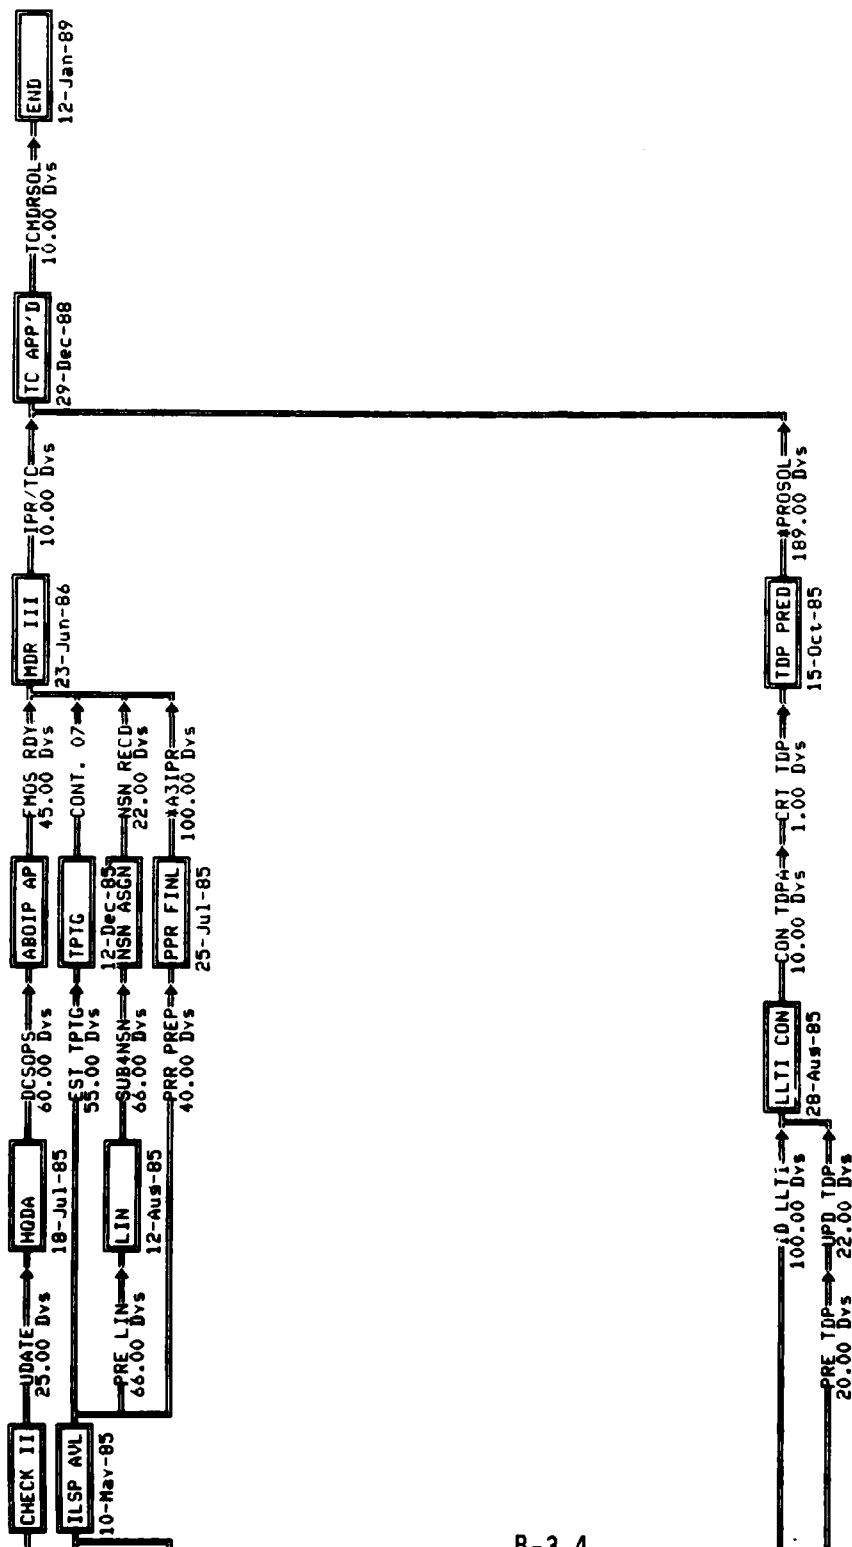 CHECK II
UDATE
25.00 Dys
HQDA
18-Jul-85
DCSOPS
60.00 Dys
ABOIP AP
FMOS RDY
45.00 Dys
MDR III
23-Jun-86
IPR/TC
10.00 Dys
TC APP'D
29-Dec-88
TCMDRSOL
10.00 Dys
END
12-Jan-89
ILSP AVL
10-May-85
EST TPTG
55.00 Dys
TPTG
CONT. 07
PRE LIN
66.00 Dys
LIN
12-Aug-85
SUB4NSN
66.00 Dys
12-Dec-85
NSN ASGN
NSN RECD
22.00 Dys
PRR PREP
40.00 Dys
PPR FINL
25-Jul-85
*A3IPR
100.00 Dys
B-3.4
ID LLTI
100.00 Dys
LLTI CON
28-Aug-85
CON TDPA
10.00 Dys
CRT TDP
1.00 Dys
TDP PRED
15-Oct-85
*PROSOL
189.00 Dys
PRE TDP
20.00 Dys
UPD TDP
22.00 Dys